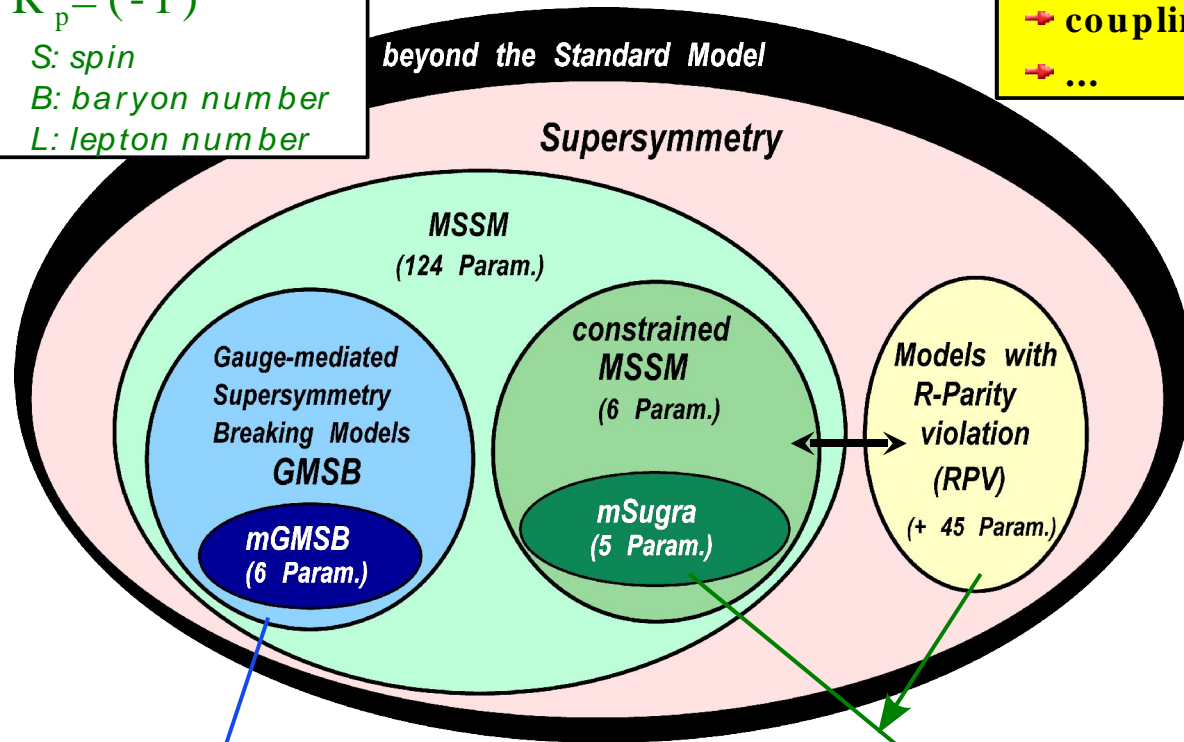 R p = ( - 1 )
S: spin
B: baryon number
L: lepton number
...
beyond the Standard Model
Supersymmetry
MSSM
(124 Param.)
Gauge-mediated
Supersymmetry
Breaking Models
GMSB
mGMSB
(6 Param.)
constrained
MSSM
(6 Param.)
mSugra
(5 Param.)
Models with
R-Parity
violation
(RPV)
(+ 45 Param.)